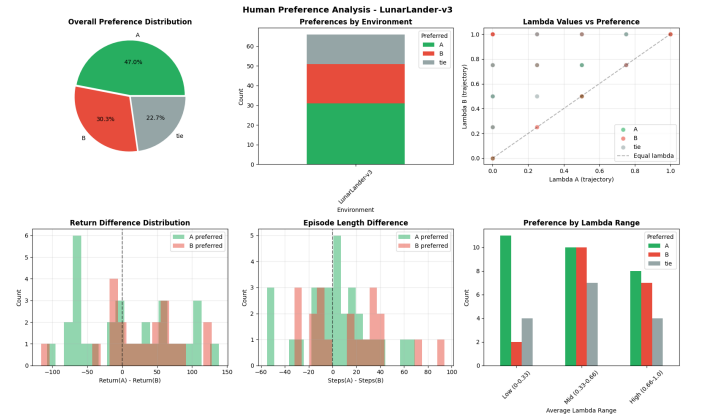 Human Preference Analysis - LunarLander-v3
Overall Preference Distribution
A
47.0%
30.3%
B
22.7%
tie
Preferences by Environment
Count
60
50
40
30
20
10
0
Preferred
A
B
tie
LunarLander-v3
Environment
Lambda Values vs Preference
Lambda B (trajectory)
1.0
0.8
0.6
0.4
0.2
0.0
A
B
tie
Equal lambda
0.0 0.2 0.4 0.6 0.8 1.0
Lambda A (trajectory)
Return Difference Distribution
Count
6
5
4
3
2
1
0
A preferred
B preferred
−100 −50 0 50 100 150
Return(A) - Return(B)
Episode Length Difference
Count
5
4
3
2
1
0
A preferred
B preferred
−60 −40 −20 0 20 40 60 80 100
Steps(A) - Steps(B)
Preference by Lambda Range
Count
10
8
6
4
2
0
Preferred
A
B
tie
Low (0-0.33)
Mid (0.33-0.66)
High (0.66-1.0)
Average Lambda Range